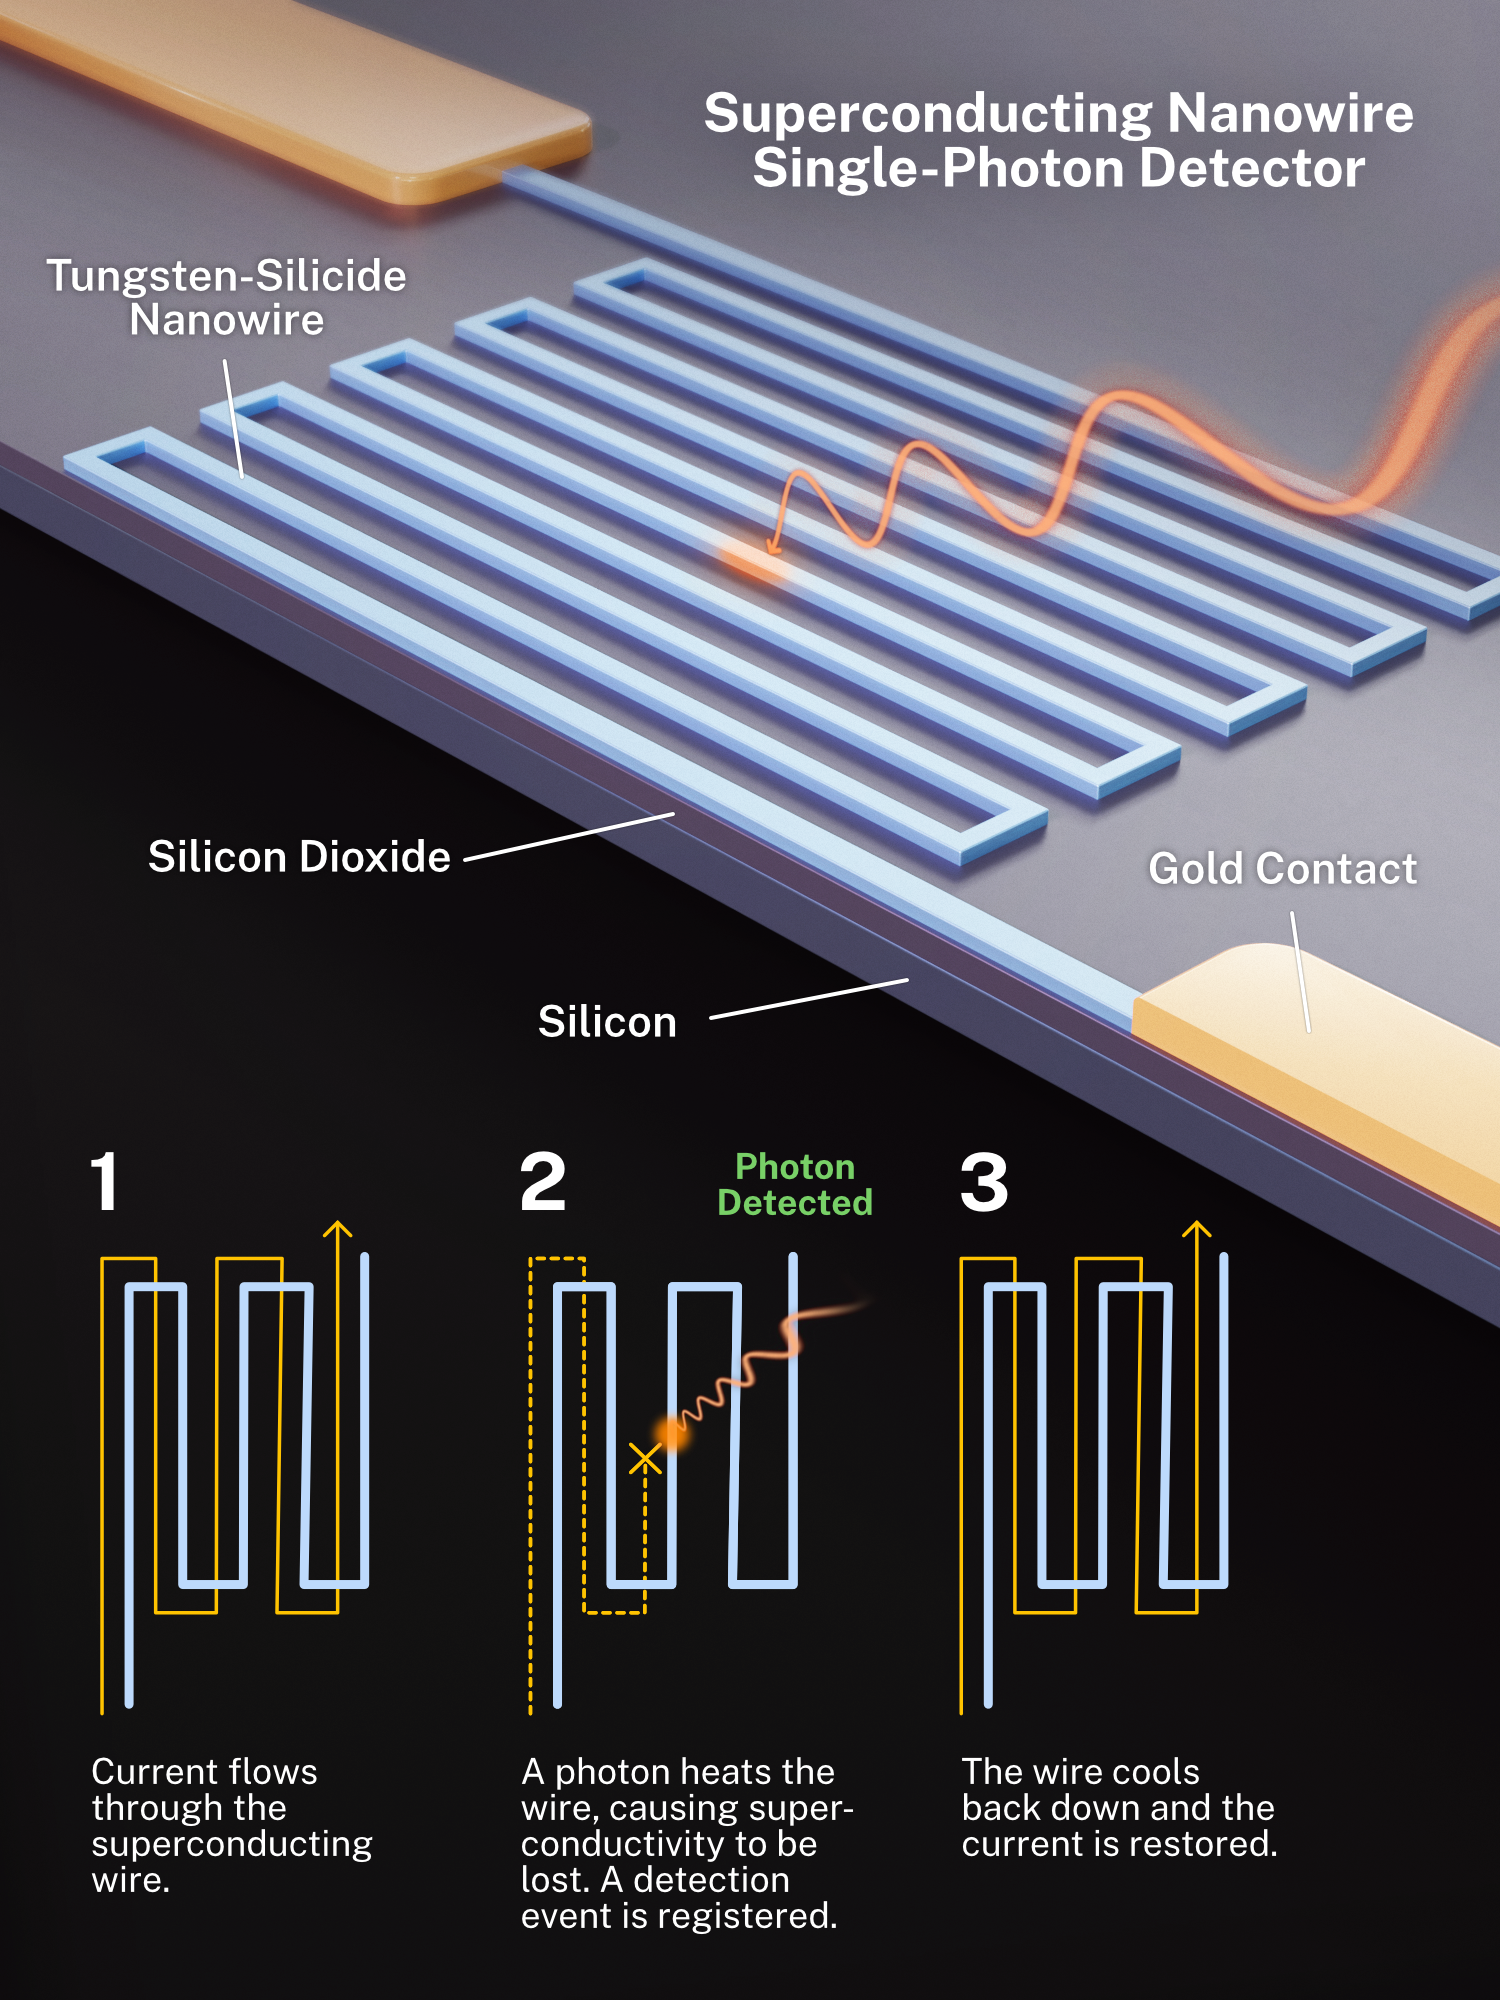 Superconducting Nanowire
Single-Photon Detector
Tungsten-Silicide
Nanowire
Silicon Dioxide
Gold Contact
Silicon
1
Current flows
through the
superconducting
wire.
2
Photon
Detected
A photon heats the
wire, causing super-
conductivity to be
lost. A detection
event is registered.
3
The wire cools
back down and the
current is restored.